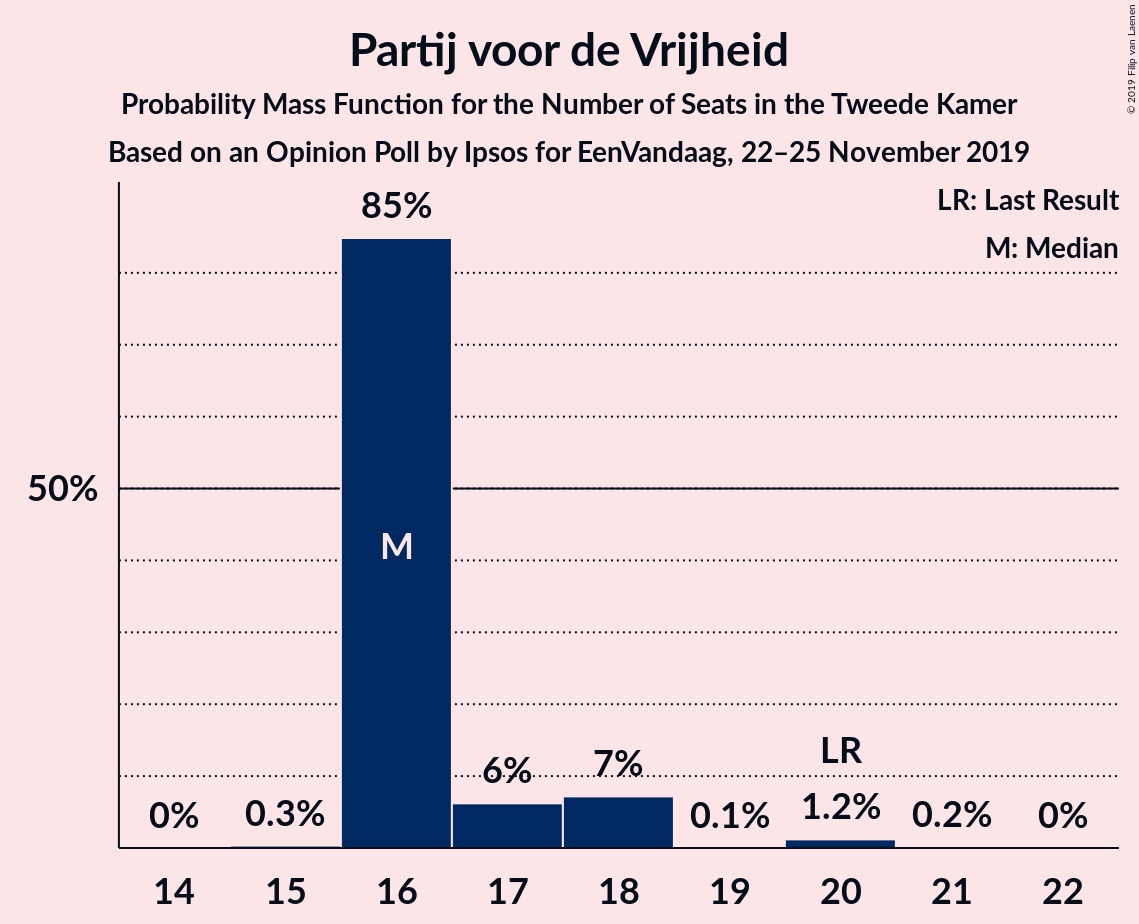 Partij voor de Vrijheid
Probability Mass Function for the Number of Seats in the Tweede Kamer
Based on an Opinion Poll by Ipsos for EenVandaag, 22–25 November 2019
© 2019 Filip van Laenen
LR: Last Result
M: Median
85%
50%
M
LR
0%
0.3%
6%
7%
0.1%
1.2%
0.2%
0%
14 15 16 17 18 19 20 21 22